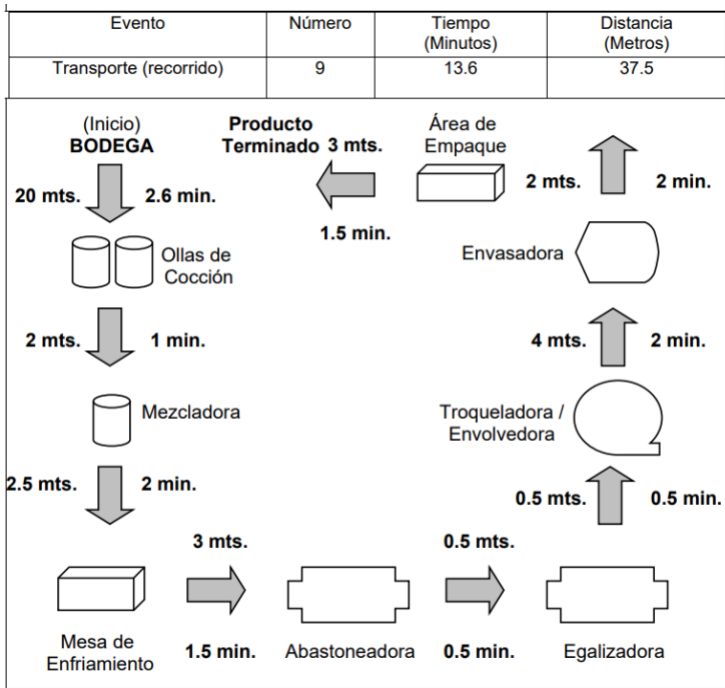 Evento Número Tiempo Distancia
(Minutos) (Metros)
Transporte (recorrido) 9 13.6 37.5
(Inicio) Producto Área de
BODEGA Terminado 3 mts. Empaque
20 mts. 2.6 min. 2 mts. 2 min.
1.5 min.
Ollas de Envasadora
Cocción
2 mts. 1 min. 4 mts. 2 min.
Mezcladora Troqueladora /
Envolvedora
2.5 mts. 2 min. 0.5 mts. 0.5 min.
3 mts. 0.5 mts.
Mesa de 1.5 min. Abastoneadora 0.5 min. Egalizadora
Enfriamiento